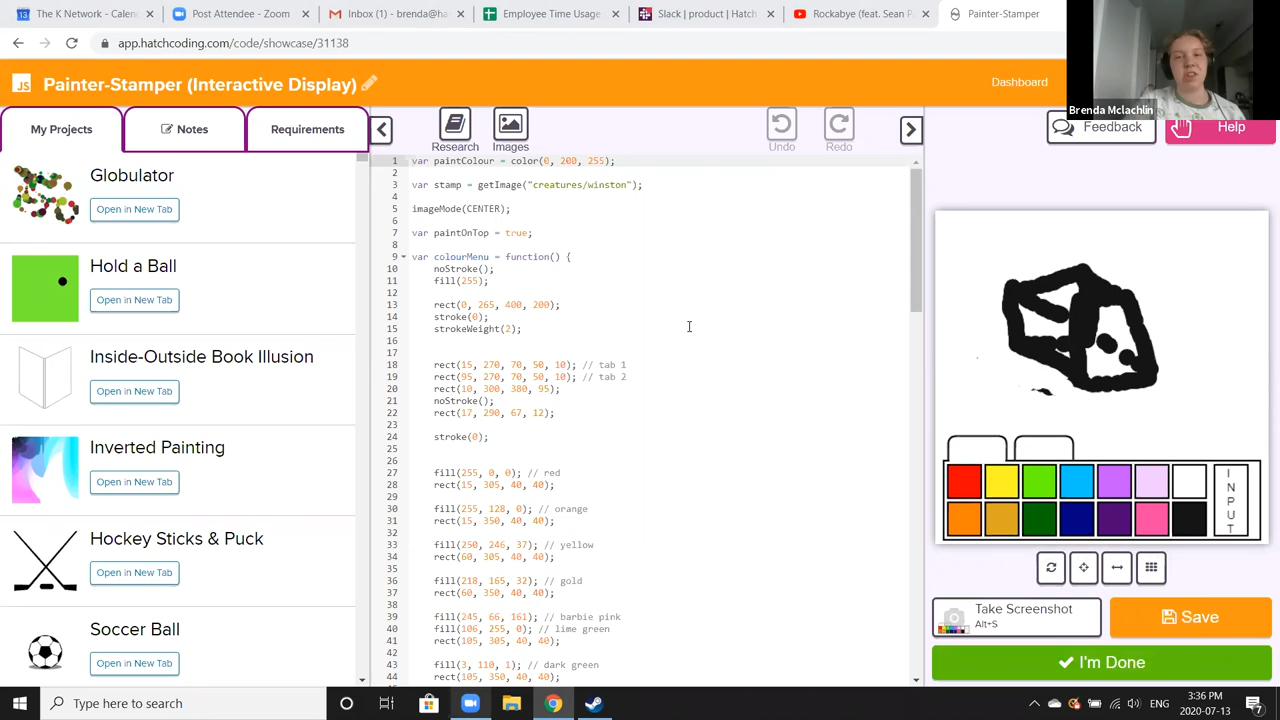 The K Network - Calen
Post Attendee - Zoom
Inbox (1) - brenda@ha
Employee Time Usage
Slack | product | Hatch
Rockabye (feat. Sean P
Painter-Stamper
app.hatchcoding.com/code/showcase/31138
JS Painter-Stamper (Interactive Display)
Dashboard
Brenda Mclachlin
My Projects
Notes
Requirements
Research
Images
Undo
Redo
Feedback
Help
Globulator
Open in New Tab
Hold a Ball
Open in New Tab
Inside-Outside Book Illusion
Open in New Tab
Inverted Painting
Open in New Tab
Hockey Sticks & Puck
Open in New Tab
Soccer Ball
Open in New Tab
1 var paintColour = color(0, 200, 255);
2
3 var stamp = getImage("creatures/winston");
4
5 imageMode(CENTER);
6
7 var paintOnTop = true;
8
9 var colourMenu = function() {
10 noStroke();
11 fill(255);
12
13 rect(0, 265, 400, 200);
14 stroke(0);
15 strokeWeight(2);
16
17
18 rect(15, 270, 70, 50, 10); // tab 1
19 rect(95, 270, 70, 50, 10); // tab 2
20 rect(10, 300, 380, 95);
21 noStroke();
22 rect(17, 290, 67, 12);
23
24 stroke(0);
25
26
27 fill(255, 0, 0); // red
28 rect(15, 305, 40, 40);
29
30 fill(255, 128, 0); // orange
31 rect(15, 350, 40, 40);
32
33 fill(250, 246, 37); // yellow
34 rect(60, 305, 40, 40);
35
36 fill(218, 165, 32); // gold
37 rect(60, 350, 40, 40);
38
39 fill(245, 66, 161); // barbie pink
40 fill(106, 255, 0); // lime green
41 rect(105, 305, 40, 40);
42
43 fill(3, 110, 1); // dark green
44 rect(105, 350, 40, 40);
INPUT
Take Screenshot
Alt+S
Save
I'm Done
Type here to search
ENG
3:36 PM
2020-07-13
7